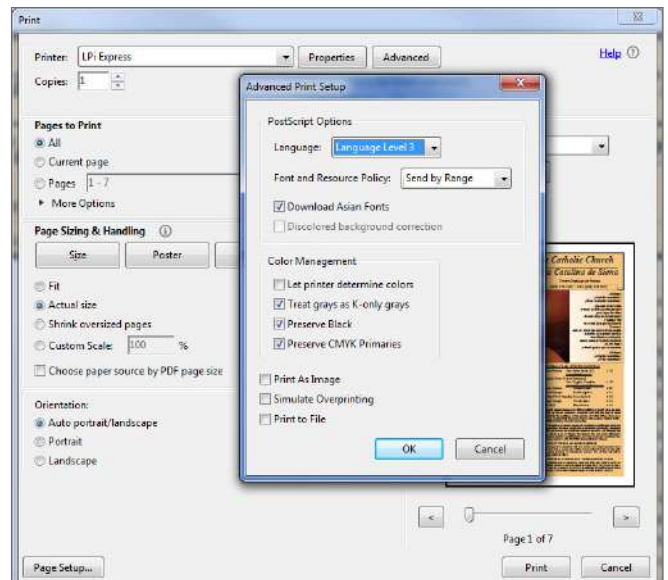 Print
Printer: LPi Express Properties Advanced Help
Copies: 1
Pages to Print
All
Current page
Pages 1 - 7
More Options
Page Sizing & Handling
Size Poster
Fit
Actual size
Shrink oversized pages
Custom Scale: 100 %
Choose paper source by PDF page size
Orientation:
Auto portrait/landscape
Portrait
Landscape
Page Setup...
Advanced Print Setup
PostScript Options
Language: Language Level 3
Font and Resource Policy: Send by Range
Download Asian Fonts
Discolored background correction
Color Management
Let printer determine colors
Treat grays as K-only grays
Preserve Black
Preserve CMYK Primaries
Print As Image
Simulate Overprinting
Print to File
OK Cancel
Catholic Church
Catalina de Siena
< >
Page 1 of 7
Print Cancel